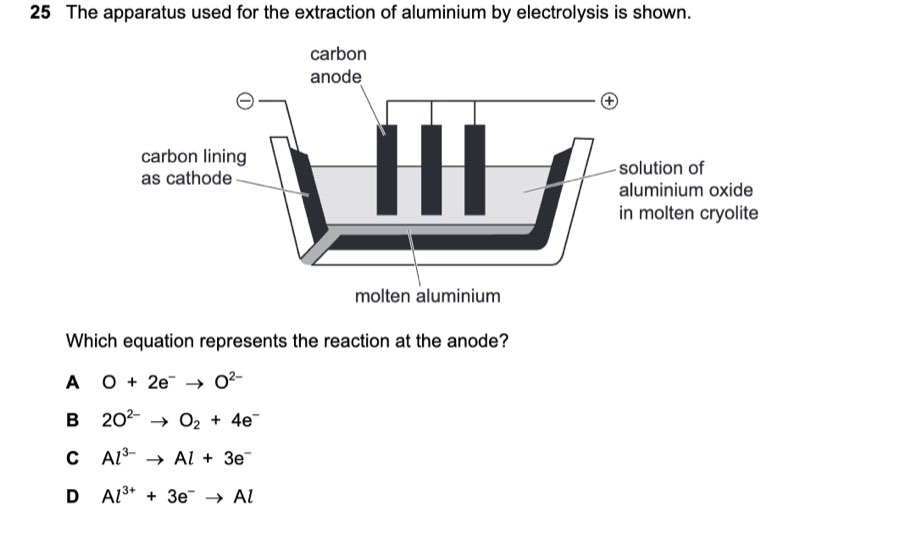 25 The apparatus used for the extraction of aluminium by electrolysis is shown.
carbon
anode
⊖
⊕
carbon lining
as cathode
solution of
aluminium oxide
in molten cryolite
molten aluminium
Which equation represents the reaction at the anode?
A O + 2e⁻ → O²⁻
B 2O²⁻ → O₂ + 4e⁻
C Al³⁻ → Al + 3e⁻
D Al³⁺ + 3e⁻ → Al